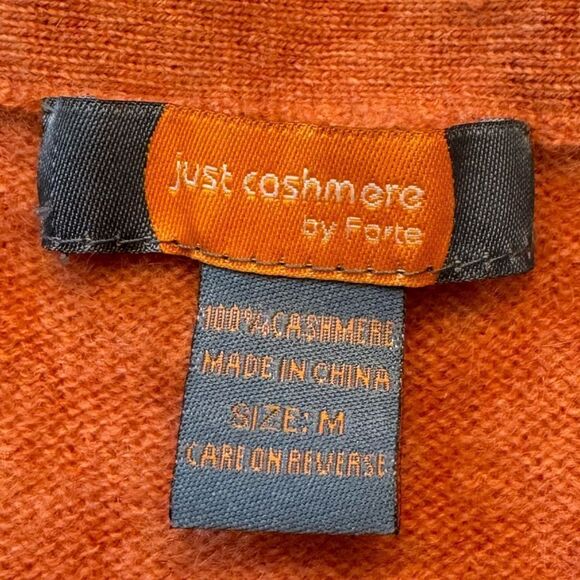 just cashmere
by Forte
100% CASHMERE
MADE IN CHINA
SIZE: M
CARE ON REVERSE